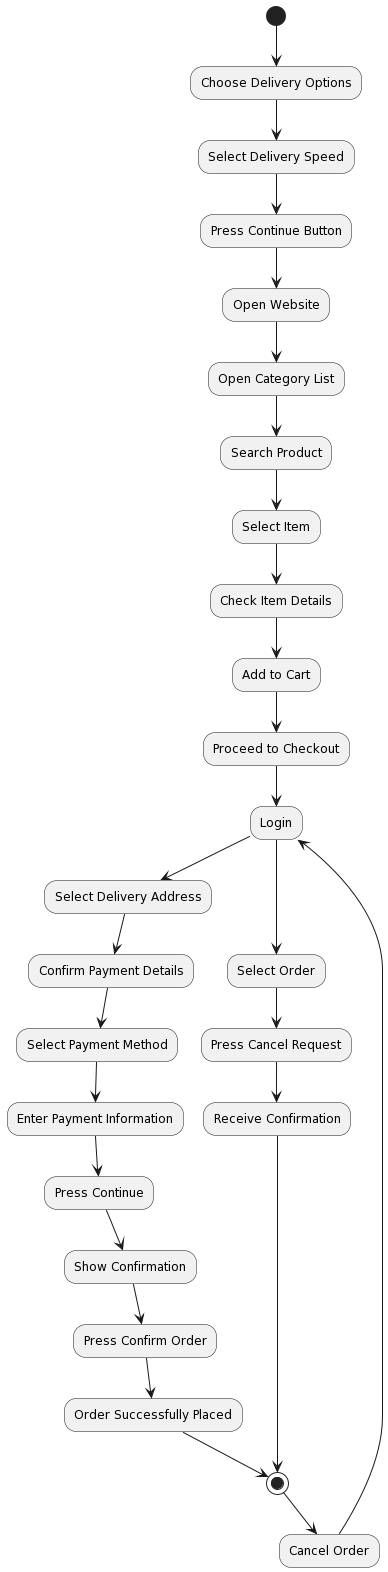 Choose Delivery Options
Select Delivery Speed
Press Continue Button
Open Website
Open Category List
Search Product
Select Item
Check Item Details
Add to Cart
Proceed to Checkout
Login
Select Delivery Address
Confirm Payment Details
Select Order
Select Payment Method
Press Cancel Request
Enter Payment Information
Receive Confirmation
Press Continue
Show Confirmation
Press Confirm Order
Order Successfully Placed
Cancel Order